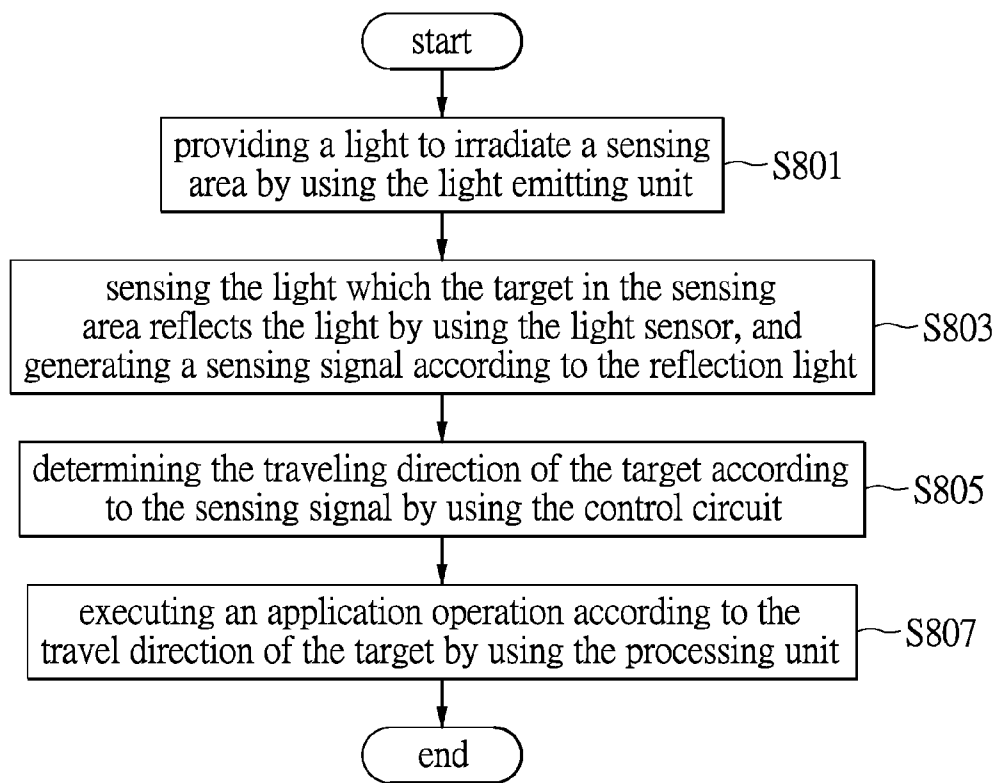 start
providing a light to irradiate a sensing
area by using the light emitting unit
S801
sensing the light which the target in the sensing
area reflects the light by using the light sensor, and
generating a sensing signal according to the reflection light
S803
determining the traveling direction of the target according
to the sensing signal by using the control circuit
S805
executing an application operation according to the
travel direction of the target by using the processing unit
S807
end